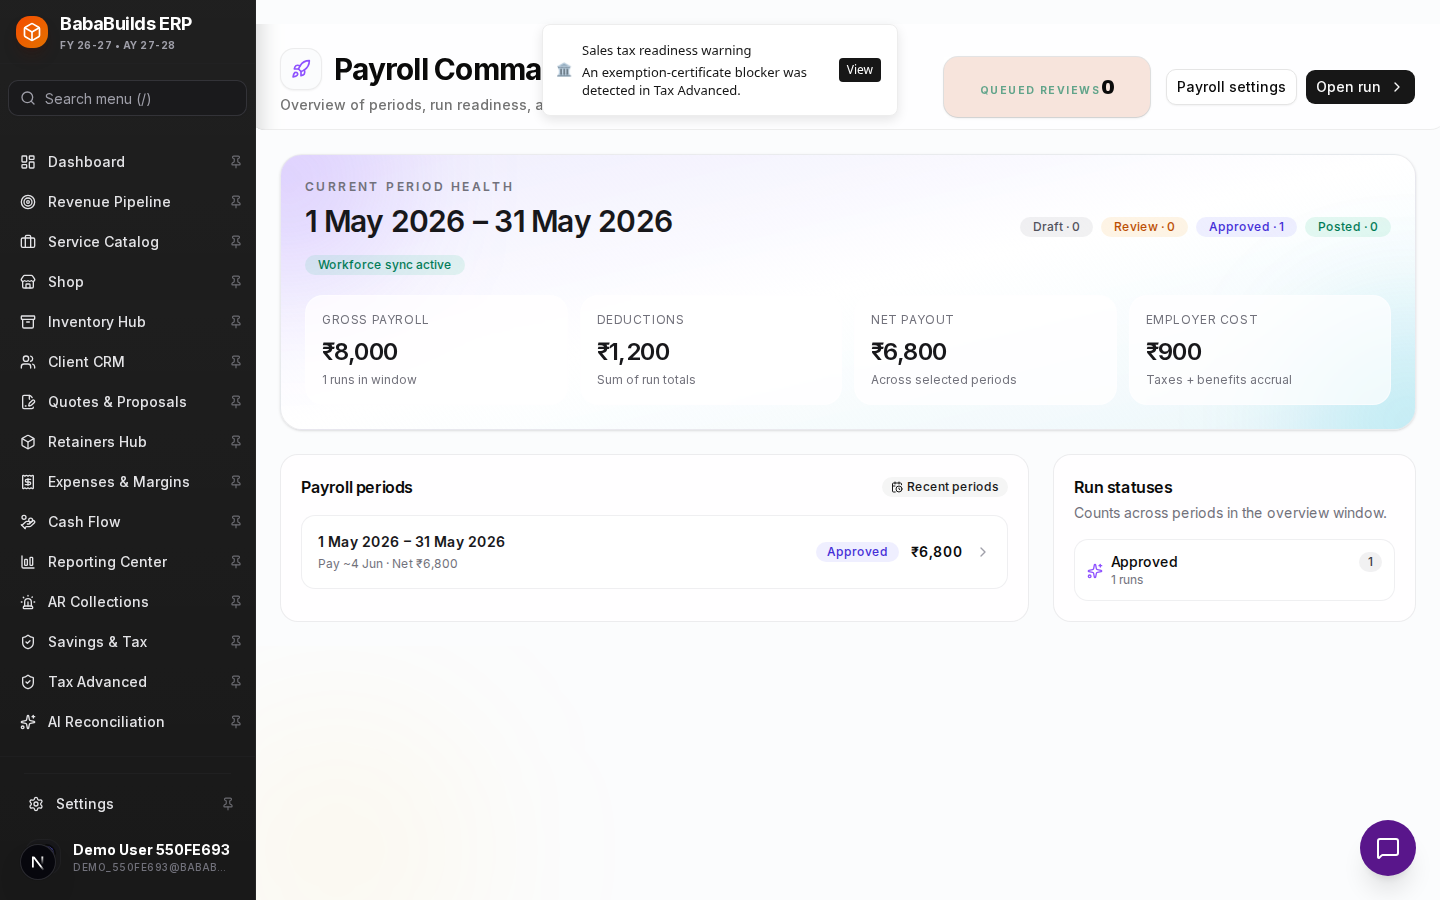 BabaBuilds ERP
FY 26-27 • AY 27-28
Search menu (/)
Dashboard
Revenue Pipeline
Service Catalog
Shop
Inventory Hub
Client CRM
Quotes & Proposals
Retainers Hub
Expenses & Margins
Cash Flow
Reporting Center
AR Collections
Savings & Tax
Tax Advanced
AI Reconciliation
Settings
Demo User 550FE693
DEMO_550FE693@BABAB...
Payroll Comma
Overview of periods, run readiness, a
Sales tax readiness warning
An exemption-certificate blocker was
detected in Tax Advanced.
View
QUEUED REVIEWS 0
Payroll settings
Open run
CURRENT PERIOD HEALTH
1 May 2026 – 31 May 2026
Draft · 0
Review · 0
Approved · 1
Posted · 0
Workforce sync active
GROSS PAYROLL
₹8,000
1 runs in window
DEDUCTIONS
₹1,200
Sum of run totals
NET PAYOUT
₹6,800
Across selected periods
EMPLOYER COST
₹900
Taxes + benefits accrual
Payroll periods
Recent periods
1 May 2026 – 31 May 2026
Pay ~4 Jun · Net ₹6,800
Approved
₹6,800
Run statuses
Counts across periods in the overview window.
Approved
1
1 runs